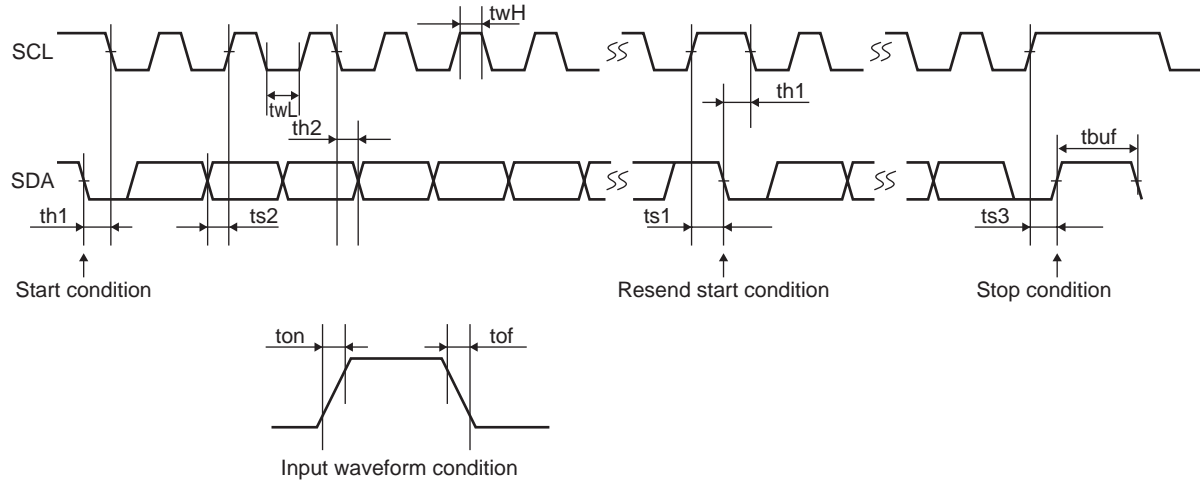 twH
SCL
th1
twL
th2
tbuf
SDA
th1
ts2
ts1
ts3
Start condition
Resend start condition
Stop condition
ton
tof
Input waveform condition